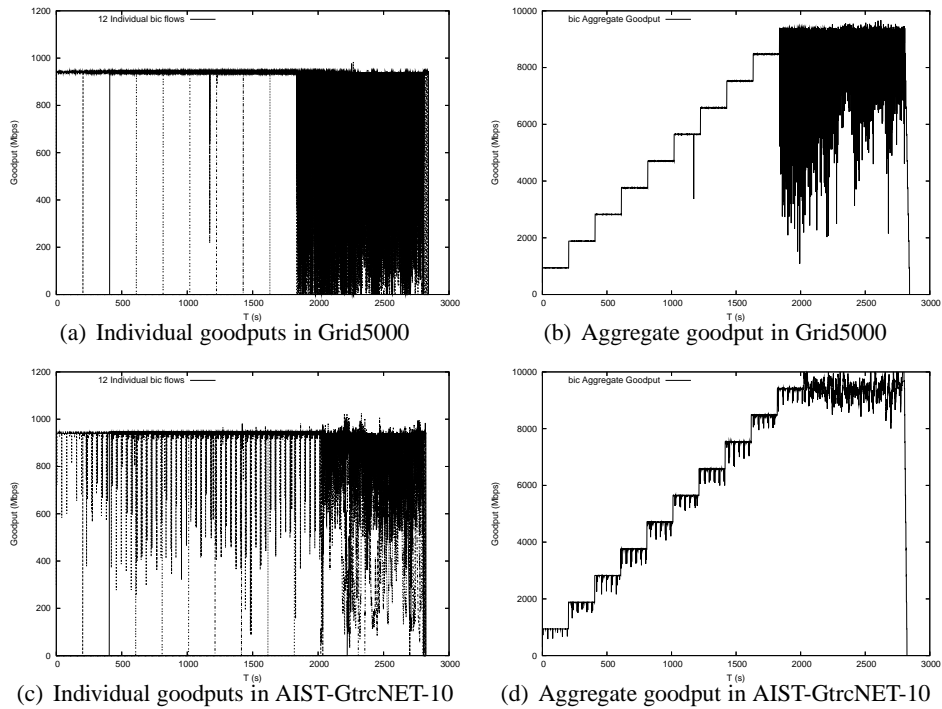 12 Individual bic flows
1200
1000
800
600
400
200
0
Goodput (Mbps)
0 500 1000 1500 2000 2500 3000
T (s)
(a) Individual goodputs in Grid5000
bic Aggregate Goodput
10000
8000
6000
4000
2000
0
Goodput (Mbps)
0 500 1000 1500 2000 2500 3000
T (s)
(b) Aggregate goodput in Grid5000
12 Individual bic flows
1200
1000
800
600
400
200
0
Goodput (Mbps)
0 500 1000 1500 2000 2500 3000
T (s)
(c) Individual goodputs in AIST-GtrcNET-10
bic Aggregate Goodput
10000
8000
6000
4000
2000
0
Goodput (Mbps)
0 500 1000 1500 2000 2500 3000
T (s)
(d) Aggregate goodput in AIST-GtrcNET-10